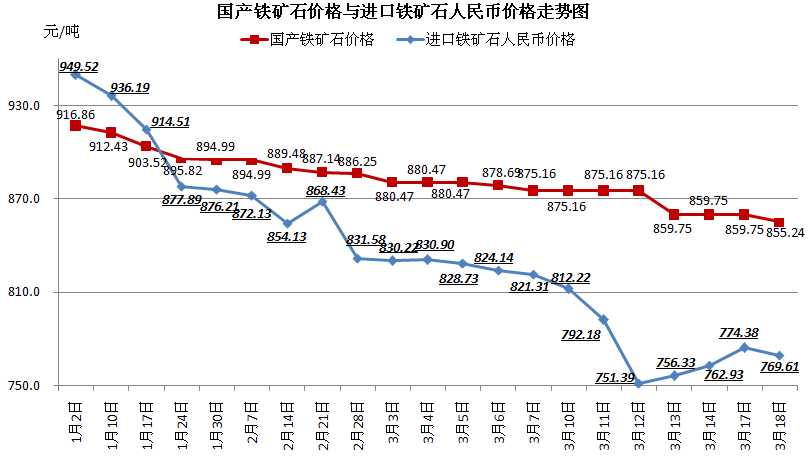 国产铁矿石价格与进口铁矿石人民币价格走势图
元/吨
国产铁矿石价格 进口铁矿石人民币价格
930.0
870.0
810.0
750.0
949.52
936.19
914.51
877.89
876.21
872.13
854.13
868.43
831.58
830.22
830.90
828.73
824.14
821.31
812.22
792.18
751.39
756.33
762.93
774.38
769.61
916.86
912.43
903.52
895.82
894.99
894.99
889.48
887.14
886.25
880.47
880.47
880.47
878.69
875.16
875.16
875.16
875.16
859.75
859.75
859.75
855.24
1月2日
1月10日
1月17日
1月24日
1月30日
2月7日
2月14日
2月21日
2月28日
3月3日
3月4日
3月5日
3月6日
3月7日
3月10日
3月11日
3月12日
3月13日
3月14日
3月17日
3月18日